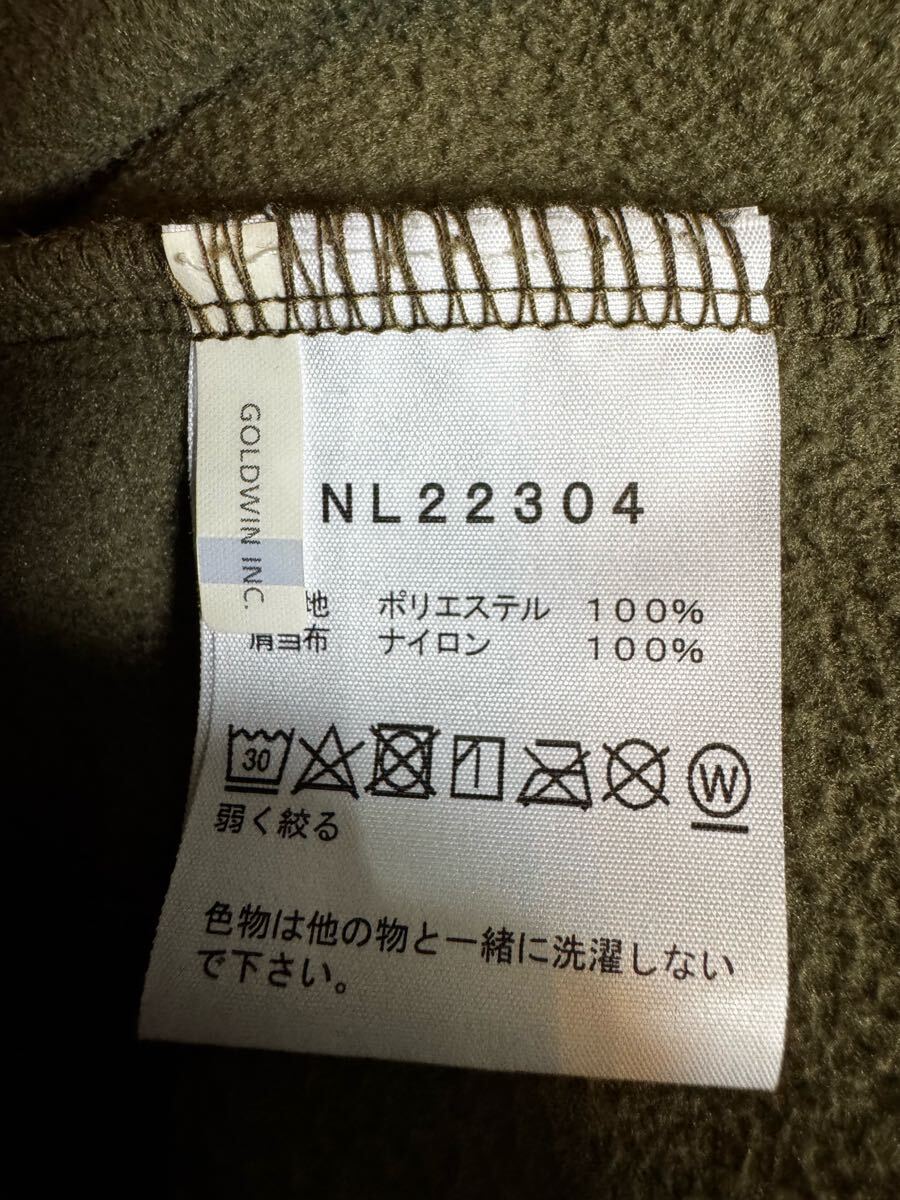 GOLDWIN INC.
NL22304
地 ポリエステル 100%
肩当布 ナイロン 100%
30
W
弱く絞る
色物は他の物と一緒に洗濯しない
で下さい。